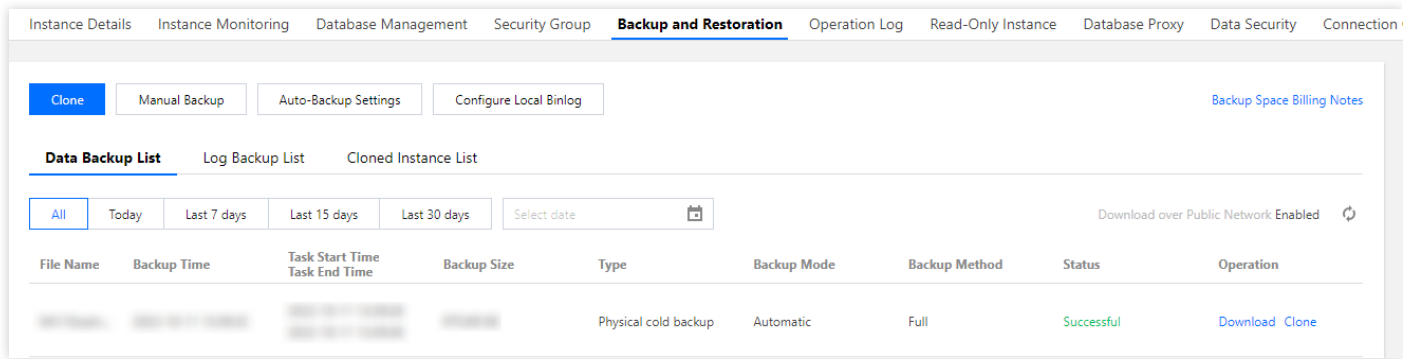 Instance Details Instance Monitoring Database Management Security Group Backup and Restoration Operation Log Read-Only Instance Database Proxy Data Security Connection
Clone Manual Backup Auto-Backup Settings Configure Local Binlog Backup Space Billing Notes
Data Backup List Log Backup List Cloned Instance List
All Today Last 7 days Last 15 days Last 30 days Select date Download over Public Network Enabled
File Name Backup Time Task Start Time Backup Size Type Backup Mode Backup Method Status Operation
Task End Time
Physical cold backup Automatic Full Successful Download Clone